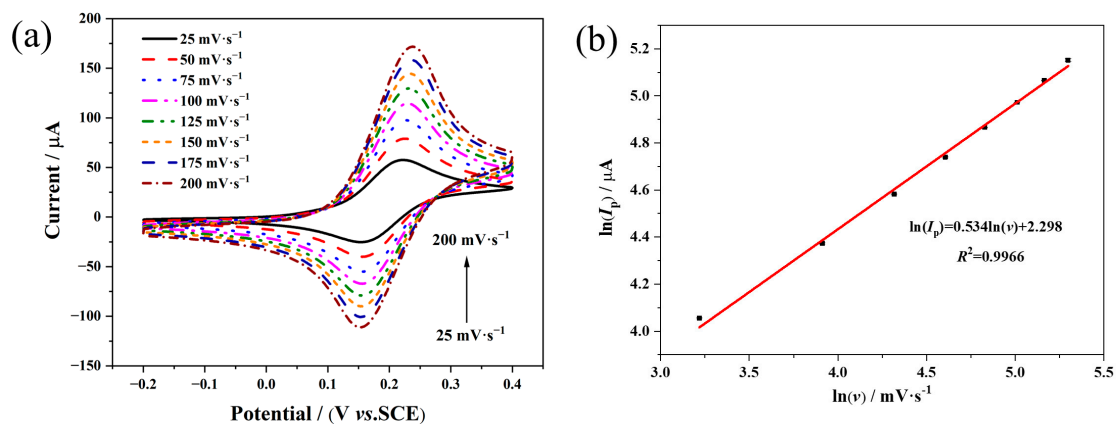 (a)
200
150
100
50
0
−50
−100
−150
Current / μA
25 mV·s⁻¹
50 mV·s⁻¹
75 mV·s⁻¹
100 mV·s⁻¹
125 mV·s⁻¹
150 mV·s⁻¹
175 mV·s⁻¹
200 mV·s⁻¹
200 mV·s⁻¹
25 mV·s⁻¹
−0.2 −0.1 0.0 0.1 0.2 0.3 0.4
Potential / (V vs.SCE)
(b)
5.2
5.0
4.8
4.6
4.4
4.2
4.0
ln(Iₚ) / μA
ln(Iₚ)=0.534ln(ν)+2.298
R²=0.9966
3.0 3.5 4.0 4.5 5.0 5.5
ln(ν) / mV·s⁻¹